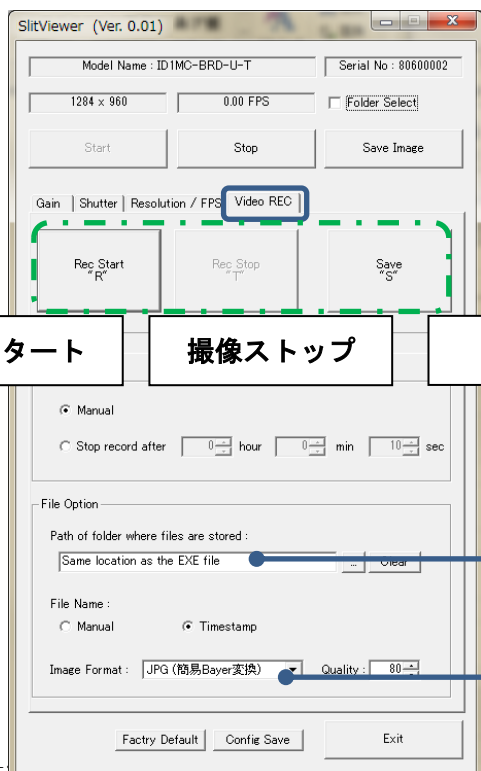 SlitViewer (Ver. 0.01)
Model Name : ID1MC-BRD-U-T
Serial No : 80600002
1284 x 960
0.00 FPS
Folder Select
Start
Stop
Save Image
Gain
Shutter
Resolution / FPS
Video REC
Rec Start
"R"
Rec Stop
"T"
Save
"S"
タート
撮像ストップ
Manual
Stop record after
0
hour
0
min
10
sec
File Option
Path of folder where files are stored :
Same location as the EXE file
...
Clear
File Name :
Manual
Timestamp
Image Format :
JPG (簡易Bayer変換)
Quality :
80
Factry Default
Config Save
Exit